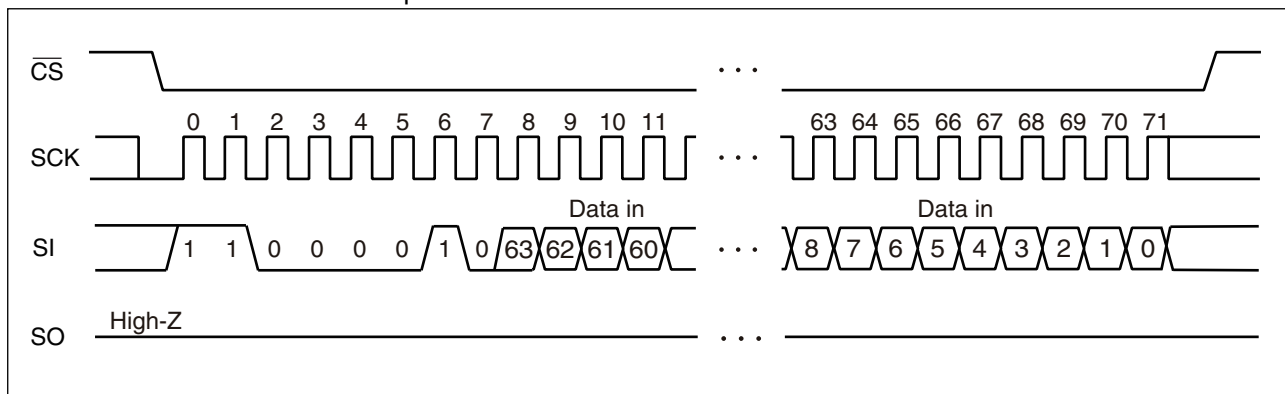 CS
0 1 2 3 4 5 6 7 8 9 10 11 63 64 65 66 67 68 69 70 71
SCK
Data in Data in
SI 1 1 0 0 0 0 1 0 63 62 61 60 8 7 6 5 4 3 2 1 0
High-Z
SO